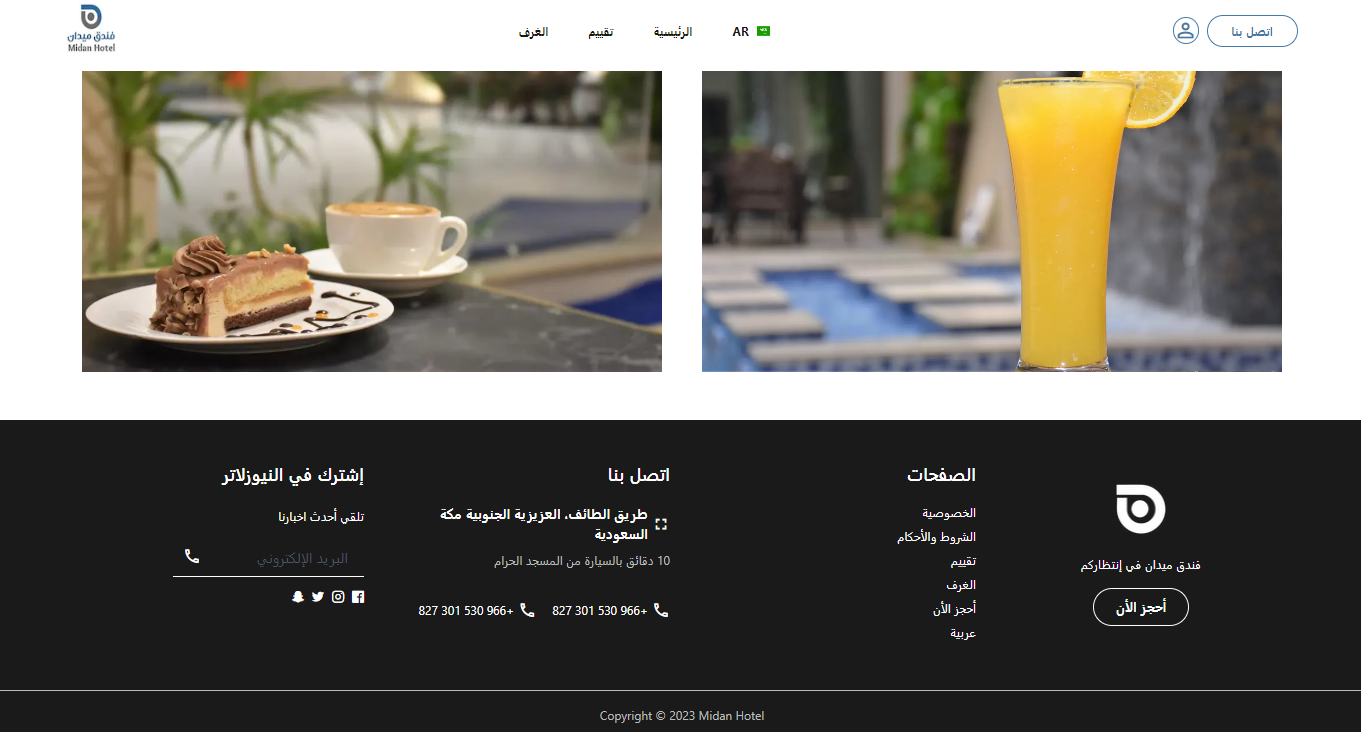 فندق ميدان
Midan Hotel
AR
الرئيسية
تقييم
الغرف
اتصل بنا
فندق ميدان في إنتظاركم
أحجز الأن
الصفحات
الخصوصية
الشروط والأحكام
تقييم
الغرف
أحجز الأن
عربية
اتصل بنا
طريق الطائف، العزيزية الجنوبية مكة
السعودية
10 دقائق بالسيارة من المسجد الحرام
827 301 530 966+
827 301 530 966+
إشترك في النيوزلاتر
تلقي أحدث اخبارنا
البريد الإلكتروني
Copyright © 2023 Midan Hotel